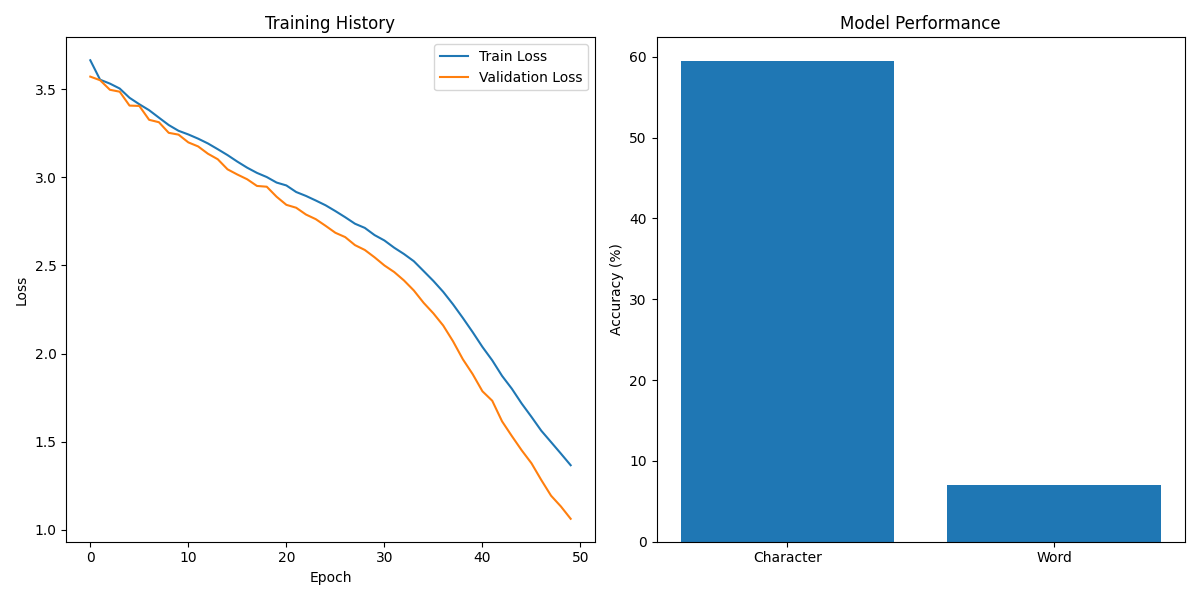 Training History
Train Loss
Validation Loss
3.5
3.0
2.5
2.0
1.5
1.0
Loss
0 10 20 30 40 50
Epoch
Model Performance
60
50
40
30
20
10
0
Accuracy (%)
Character Word